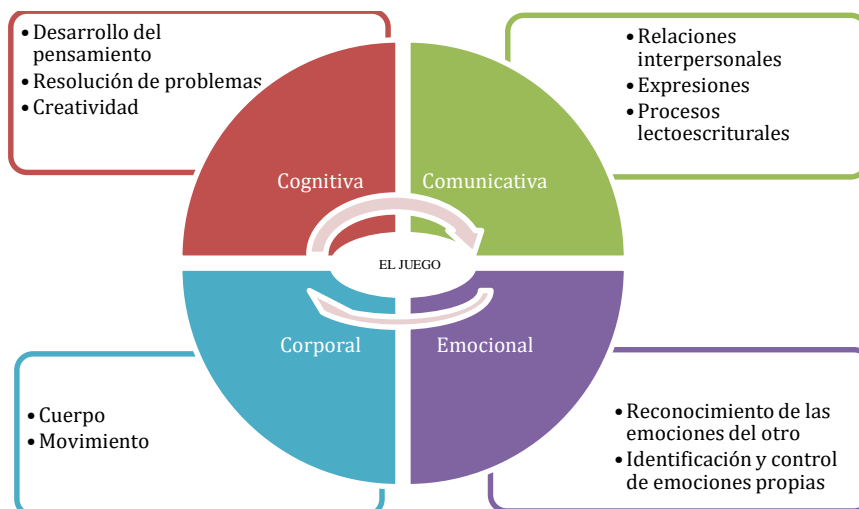 • Desarrollo del
pensamiento
• Resolución de problemas
• Creatividad
• Relaciones
interpersonales
• Expresiones
• Procesos
lectoescriturales
Cognitiva
Comunicativa
EL JUEGO
Corporal
Emocional
• Cuerpo
• Movimiento
• Reconocimiento de las
emociones del otro
• Identificación y control
de emociones propias